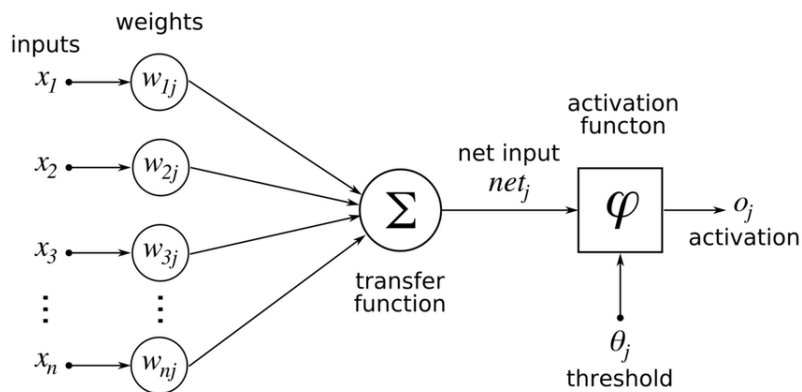 inputs
weights
x1
w1j
x2
w2j
x3
w3j
⋮
⋮
xn
wnj
Σ
transfer
function
net input
netj
activation
functon
φ
oj
activation
θj
threshold